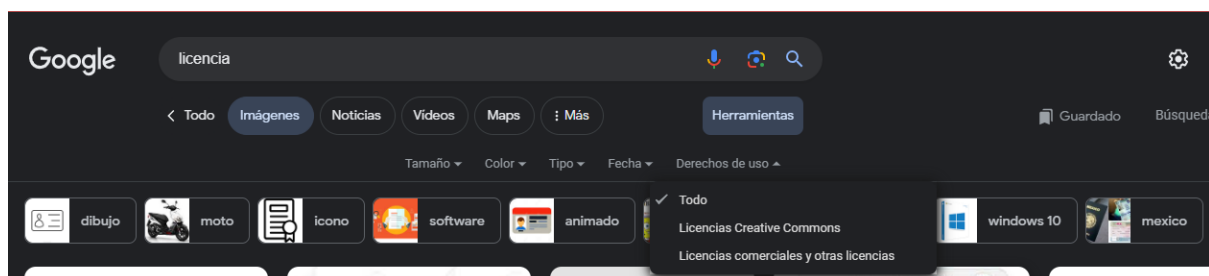 Google
licencia
Todo Imágenes Noticias Vídeos Maps Más Herramientas Guardado Búsqueda
Tamaño Color Tipo Fecha Derechos de uso
Todo
Licencias Creative Commons
Licencias comerciales y otras licencias
dibujo moto icono software animado windows 10 mexico